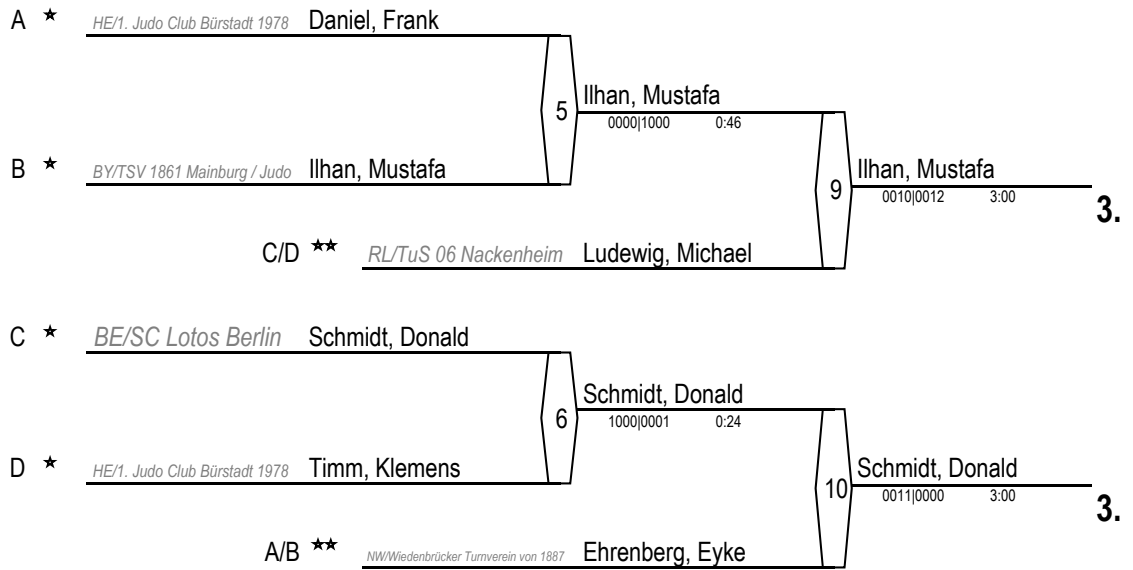 A ★ HE/1. Judo Club Bürstadt 1978 Daniel, Frank
5 Ilhan, Mustafa
0000|1000 0:46
B ★ BY/TSV 1861 Mainburg / Judo Ilhan, Mustafa
9 Ilhan, Mustafa
0010|0012 3:00
3.
C/D ★★ RL/TuS 06 Nackenheim Ludewig, Michael
C ★ BE/SC Lotos Berlin Schmidt, Donald
6 Schmidt, Donald
1000|0001 0:24
D ★ HE/1. Judo Club Bürstadt 1978 Timm, Klemens
10 Schmidt, Donald
0011|0000 3:00
3.
A/B ★★ NW/Wiedenbrücker Turnverein von 1887 Ehrenberg, Eyke